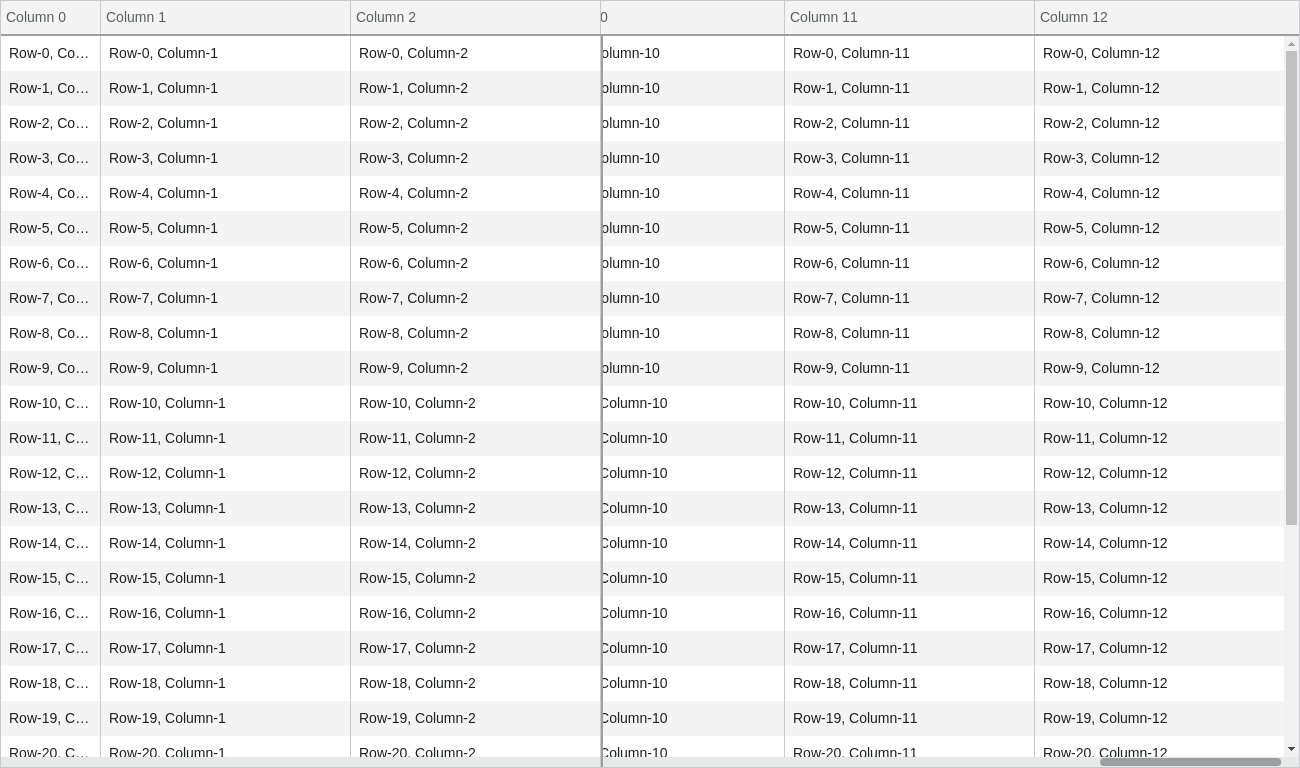 Column 0 Column 1 Column 2 0 Column 11 Column 12
Row-0, Co... Row-0, Column-1 Row-0, Column-2 olumn-10 Row-0, Column-11 Row-0, Column-12
Row-1, Co... Row-1, Column-1 Row-1, Column-2 olumn-10 Row-1, Column-11 Row-1, Column-12
Row-2, Co... Row-2, Column-1 Row-2, Column-2 olumn-10 Row-2, Column-11 Row-2, Column-12
Row-3, Co... Row-3, Column-1 Row-3, Column-2 olumn-10 Row-3, Column-11 Row-3, Column-12
Row-4, Co... Row-4, Column-1 Row-4, Column-2 olumn-10 Row-4, Column-11 Row-4, Column-12
Row-5, Co... Row-5, Column-1 Row-5, Column-2 olumn-10 Row-5, Column-11 Row-5, Column-12
Row-6, Co... Row-6, Column-1 Row-6, Column-2 olumn-10 Row-6, Column-11 Row-6, Column-12
Row-7, Co... Row-7, Column-1 Row-7, Column-2 olumn-10 Row-7, Column-11 Row-7, Column-12
Row-8, Co... Row-8, Column-1 Row-8, Column-2 olumn-10 Row-8, Column-11 Row-8, Column-12
Row-9, Co... Row-9, Column-1 Row-9, Column-2 olumn-10 Row-9, Column-11 Row-9, Column-12
Row-10, C... Row-10, Column-1 Row-10, Column-2 Column-10 Row-10, Column-11 Row-10, Column-12
Row-11, C... Row-11, Column-1 Row-11, Column-2 Column-10 Row-11, Column-11 Row-11, Column-12
Row-12, C... Row-12, Column-1 Row-12, Column-2 Column-10 Row-12, Column-11 Row-12, Column-12
Row-13, C... Row-13, Column-1 Row-13, Column-2 Column-10 Row-13, Column-11 Row-13, Column-12
Row-14, C... Row-14, Column-1 Row-14, Column-2 Column-10 Row-14, Column-11 Row-14, Column-12
Row-15, C... Row-15, Column-1 Row-15, Column-2 Column-10 Row-15, Column-11 Row-15, Column-12
Row-16, C... Row-16, Column-1 Row-16, Column-2 Column-10 Row-16, Column-11 Row-16, Column-12
Row-17, C... Row-17, Column-1 Row-17, Column-2 Column-10 Row-17, Column-11 Row-17, Column-12
Row-18, C... Row-18, Column-1 Row-18, Column-2 Column-10 Row-18, Column-11 Row-18, Column-12
Row-19, C... Row-19, Column-1 Row-19, Column-2 Column-10 Row-19, Column-11 Row-19, Column-12
Row-20, C... Row-20, Column-1 Row-20, Column-2 Column-10 Row-20, Column-11 Row-20, Column-12